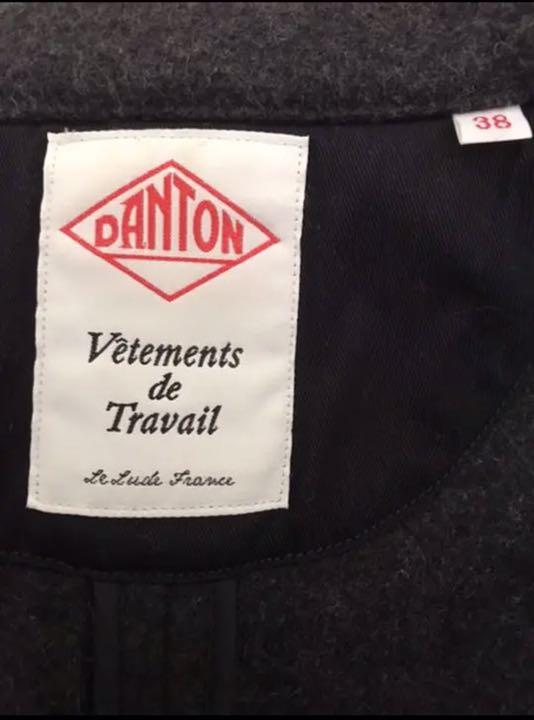 38
DANTON
Vêtements
de
Travail
Le Lude France